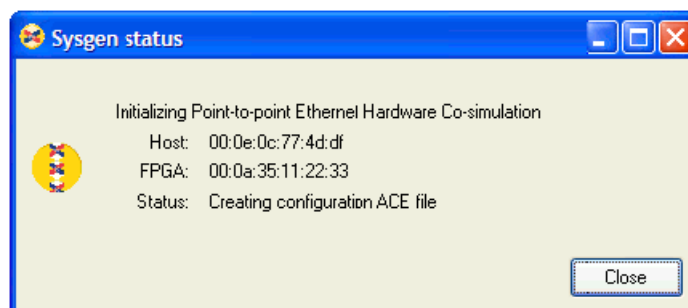 Sysgen status
Initializing Point-to-point Ethernet Hardware Co-simulation
Host: 00:0e:0c:77:4d:df
FPGA: 00:0a:35:11:22:33
Status: Creating configuration ACE file
Close